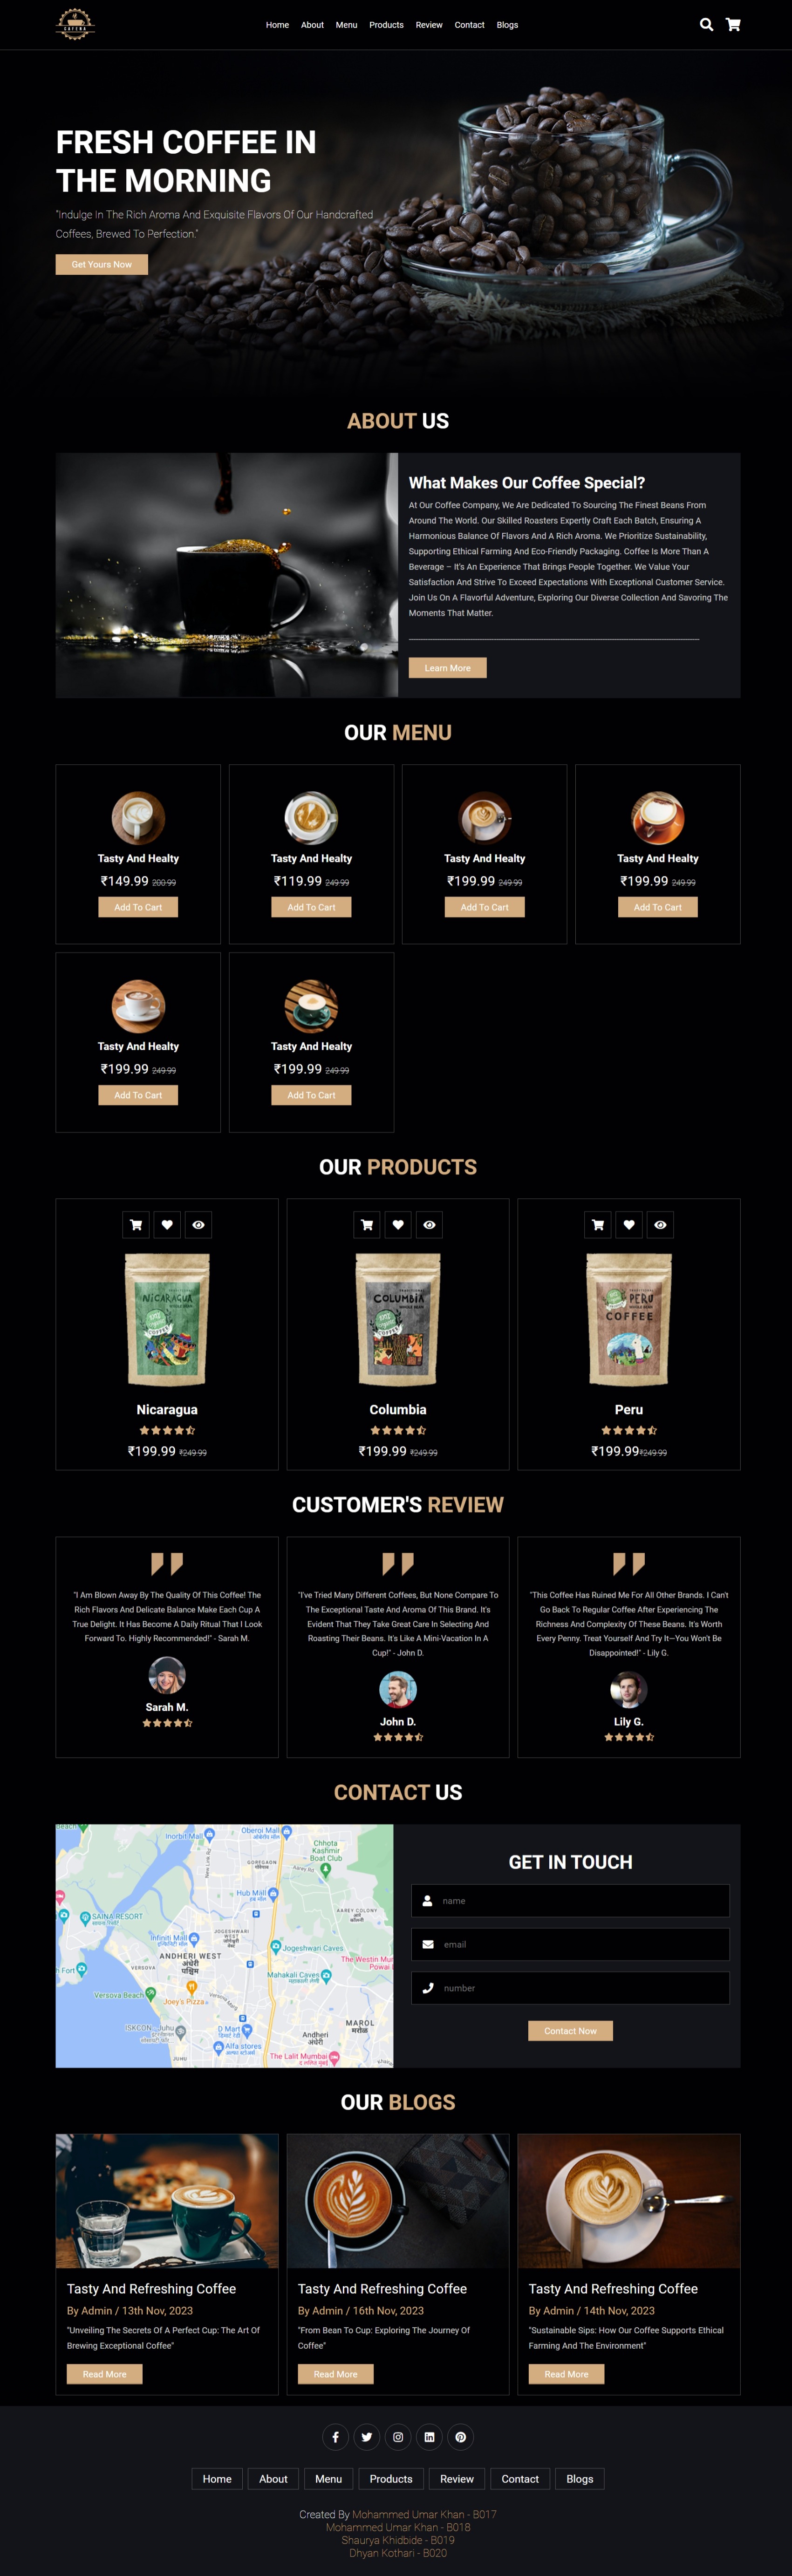 COFENA
Home About Menu Products Review Contact Blogs
FRESH COFFEE IN
THE MORNING
"Indulge In The Rich Aroma And Exquisite Flavors Of Our Handcrafted
Coffees, Brewed To Perfection."
Get Yours Now
ABOUT US
What Makes Our Coffee Special?
At Our Coffee Company, We Are Dedicated To Sourcing The Finest Beans From
Around The World. Our Skilled Roasters Expertly Craft Each Batch, Ensuring A
Harmonious Balance Of Flavors And A Rich Aroma. We Prioritize Sustainability,
Supporting Ethical Farming And Eco-Friendly Packaging. Coffee Is More Than A
Beverage – It's An Experience That Brings People Together. We Value Your
Satisfaction And Strive To Exceed Expectations With Exceptional Customer Service.
Join Us On A Flavorful Adventure, Exploring Our Diverse Collection And Savoring The
Moments That Matter.
Learn More
OUR MENU
Tasty And Healty
₹149.99 200.99
Add To Cart
Tasty And Healty
₹119.99 249.99
Add To Cart
Tasty And Healty
₹199.99 249.99
Add To Cart
Tasty And Healty
₹199.99 249.99
Add To Cart
Tasty And Healty
₹199.99 249.99
Add To Cart
Tasty And Healty
₹199.99 249.99
Add To Cart
OUR PRODUCTS
NICARAGUA
COFFEE
Nicaragua
₹199.99 ₹249.99
COLUMBIA
WHOLE BEAN
COFFEE
Columbia
₹199.99 ₹249.99
PERU
COFFEE
Peru
₹199.99₹249.99
CUSTOMER'S REVIEW
"I Am Blown Away By The Quality Of This Coffee! The
Rich Flavors And Delicate Balance Make Each Cup A
True Delight. It Has Become A Daily Ritual That I Look
Forward To. Highly Recommended!" - Sarah M.
Sarah M.
"I've Tried Many Different Coffees, But None Compare To
The Exceptional Taste And Aroma Of This Brand. It's
Evident That They Take Great Care In Selecting And
Roasting Their Beans. It's Like A Mini-Vacation In A
Cup!" - John D.
John D.
"This Coffee Has Ruined Me For All Other Brands. I Can't
Go Back To Regular Coffee After Experiencing The
Richness And Complexity Of These Beans. It's Worth
Every Penny. Treat Yourself And Try It—You Won't Be
Disappointed!" - Lily G.
Lily G.
CONTACT US
Beach
Inorbit Mall
Oberoi Mall
ओबेरॉय मॉल
Chhota
Kashmir
Boat Club
GOREGAON
गोरेगाव
Aarey Rd
Hub Mall
हब मॉल
AAREY COLONY
SAINA RESORT
JOGESHWARI
WEST
Infiniti Mall
ANDHERI WEST
अंधेरी
पश्चिम
Jogeshwari Caves
The Westin Mum
Powai
n Fort
VERSOVA
Mahakali Caves
Versova Beach
Joey's Pizza
ISKCON, Juhu
D Mart
Andheri
अंधेरी
MAROL
मरोळ
Alfa stores
JUHU
The Lalit Mumbai
GET IN TOUCH
name
email
number
Contact Now
OUR BLOGS
Tasty And Refreshing Coffee
By Admin / 13th Nov, 2023
"Unveiling The Secrets Of A Perfect Cup: The Art Of
Brewing Exceptional Coffee"
Read More
Tasty And Refreshing Coffee
By Admin / 16th Nov, 2023
"From Bean To Cup: Exploring The Journey Of
Coffee"
Read More
Tasty And Refreshing Coffee
By Admin / 14th Nov, 2023
"Sustainable Sips: How Our Coffee Supports Ethical
Farming And The Environment"
Read More
Home About Menu Products Review Contact Blogs
Created By Mohammed Umar Khan - B017
Mohammed Umar Khan - B018
Shaurya Khidbide - B019
Dhyan Kothari - B020